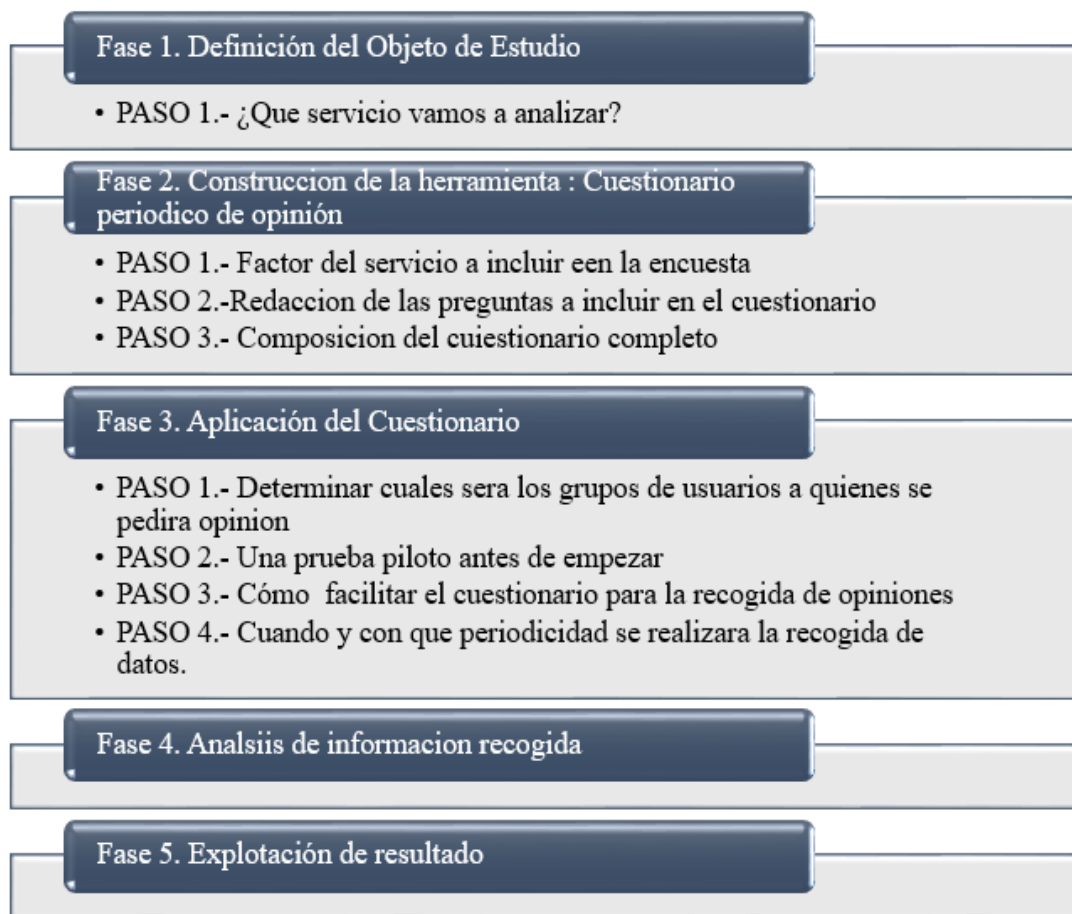 Fase 1. Definición del Objeto de Estudio
• PASO 1.- ¿Que servicio vamos a analizar?
Fase 2. Construccion de la herramienta : Cuestionario
periodico de opinión
• PASO 1.- Factor del servicio a incluir een la encuesta
• PASO 2.-Redaccion de las preguntas a incluir en el cuestionario
• PASO 3.- Composicion del cuiestionario completo
Fase 3. Aplicación del Cuestionario
• PASO 1.- Determinar cuales sera los grupos de usuarios a quienes se
pedira opinion
• PASO 2.- Una prueba piloto antes de empezar
• PASO 3.- Cómo  facilitar el cuestionario para la recogida de opiniones
• PASO 4.- Cuando y con que periodicidad se realizara la recogida de
datos.
Fase 4. Analsiis de informacion recogida
Fase 5. Explotación de resultado